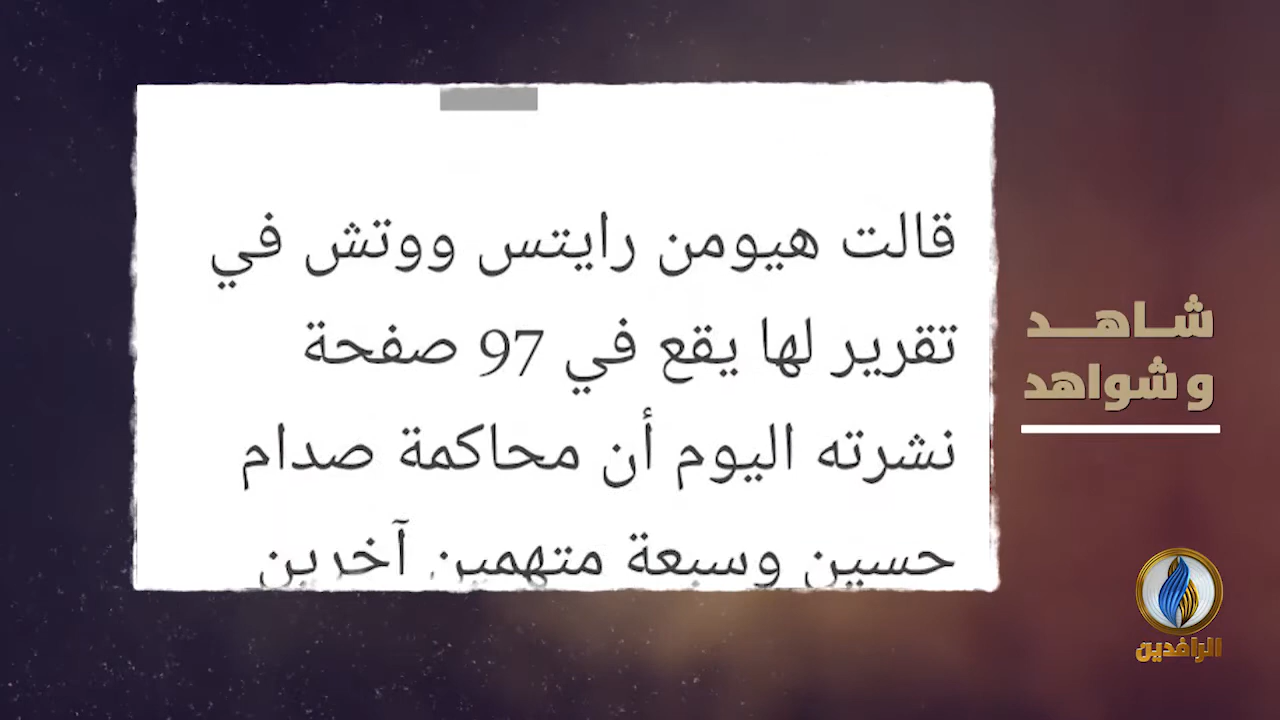 قالت هيومن رايتس ووتش في
تقرير لها يقع في 97 صفحة
نشرته اليوم أن محاكمة صدام
حسين وسبعة متهمين آخرين
شاهد
وشواهد
الرافدين